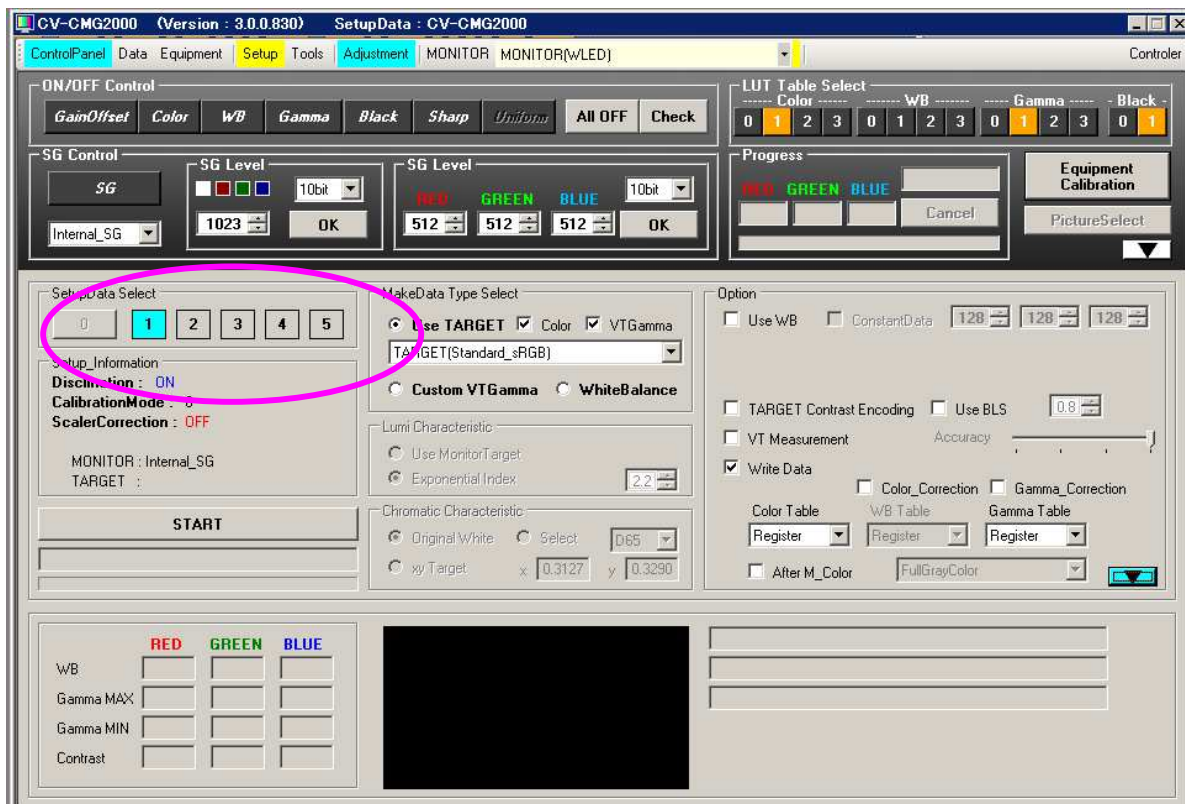 CV-CMG2000 (Version : 3.0.0.830) SetupData : CV-CMG2000
ControlPanel Data Equipment Setup Tools Adjustment MONITOR MONITOR(WLED) Controler
ON/OFF Control
GainOffset Color WB Gamma Black Sharp Uniform All OFF Check
LUT Table Select
------ Color ------ ------- WB ------- ----- Gamma ----- - Black -
0 1 2 3 0 1 2 3 0 1 2 3 0 1
SG Control
SG
Internal_SG
SG Level
10bit
1023 OK
SG Level
RED GREEN BLUE 10bit
512 512 512 OK
Progress
RED GREEN BLUE
Cancel
Equipment
Calibration
PictureSelect
SetupData Select
0 1 2 3 4 5
Setup_Information
Disclination : ON
CalibrationMode : 0
ScalerCorrection : OFF
MONITOR : Internal_SG
TARGET :
START
MakeData Type Select
Use TARGET Color VTGamma
TARGET(Standard_sRGB)
Custom VTGamma WhiteBalance
Lumi Characteristic
Use MonitorTarget
Exponential Index 2.2
Chromatic Characteristic
Original White Select D65
xy Target x 0.3127 y 0.3290
Option
Use WB ConstantData 128 128 128
TARGET Contrast Encoding Use BLS 0.8
VT Measurement Accuracy
Write Data
Color_Correction Gamma_Correction
Color Table WB Table Gamma Table
Register Register Register
After M_Color FullGrayColor
RED GREEN BLUE
WB
Gamma MAX
Gamma MIN
Contrast